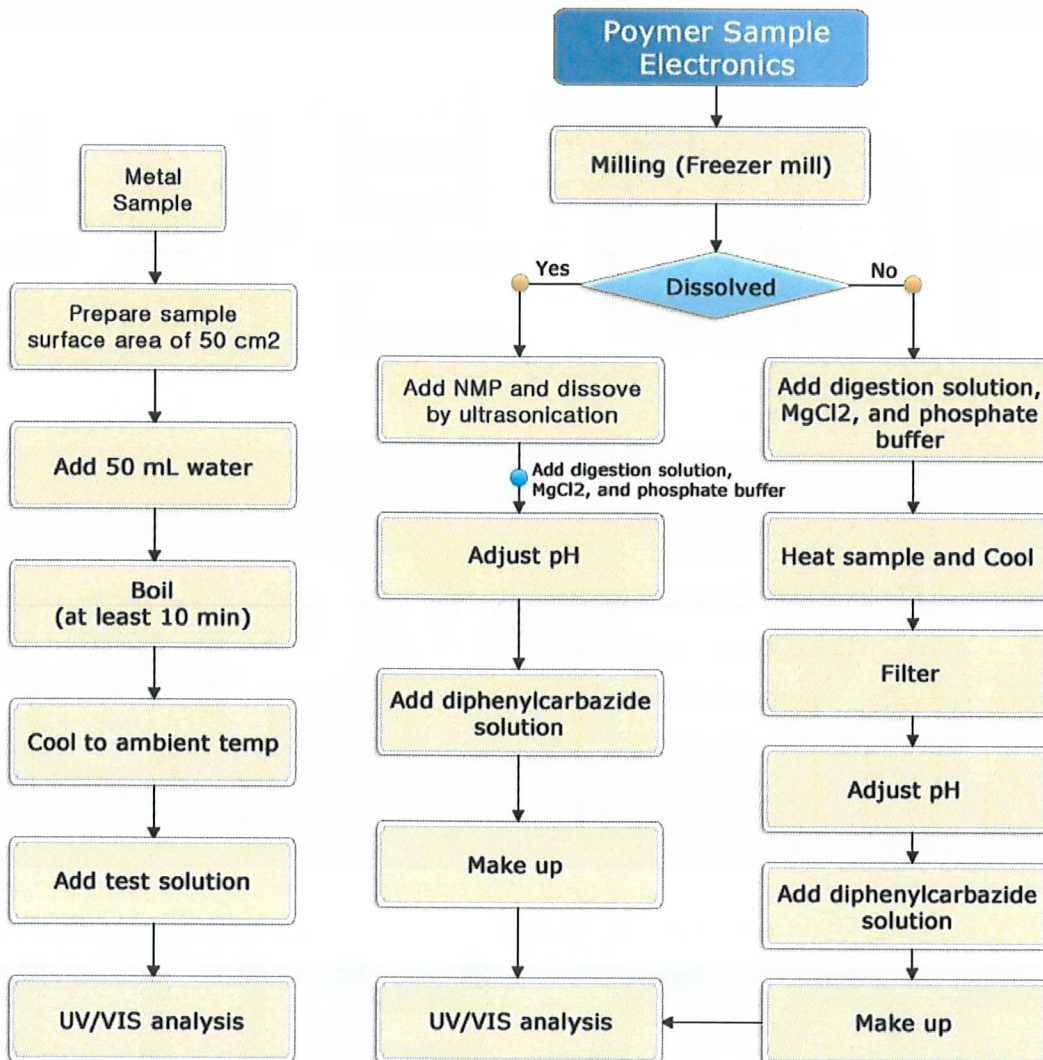 Metal
Sample
Prepare sample
surface area of 50 cm2
Add 50 mL water
Boil
(at least 10 min)
Cool to ambient temp
Add test solution
UV/VIS analysis
Poymer Sample
Electronics
Milling (Freezer mill)
Dissolved
Yes
No
Add NMP and dissove
by ultrasonication
Add digestion solution,
MgCl2, and phosphate buffer
Adjust pH
Add diphenylcarbazide
solution
Make up
UV/VIS analysis
Add digestion solution,
MgCl2, and phosphate
buffer
Heat sample and Cool
Filter
Adjust pH
Add diphenylcarbazide
solution
Make up